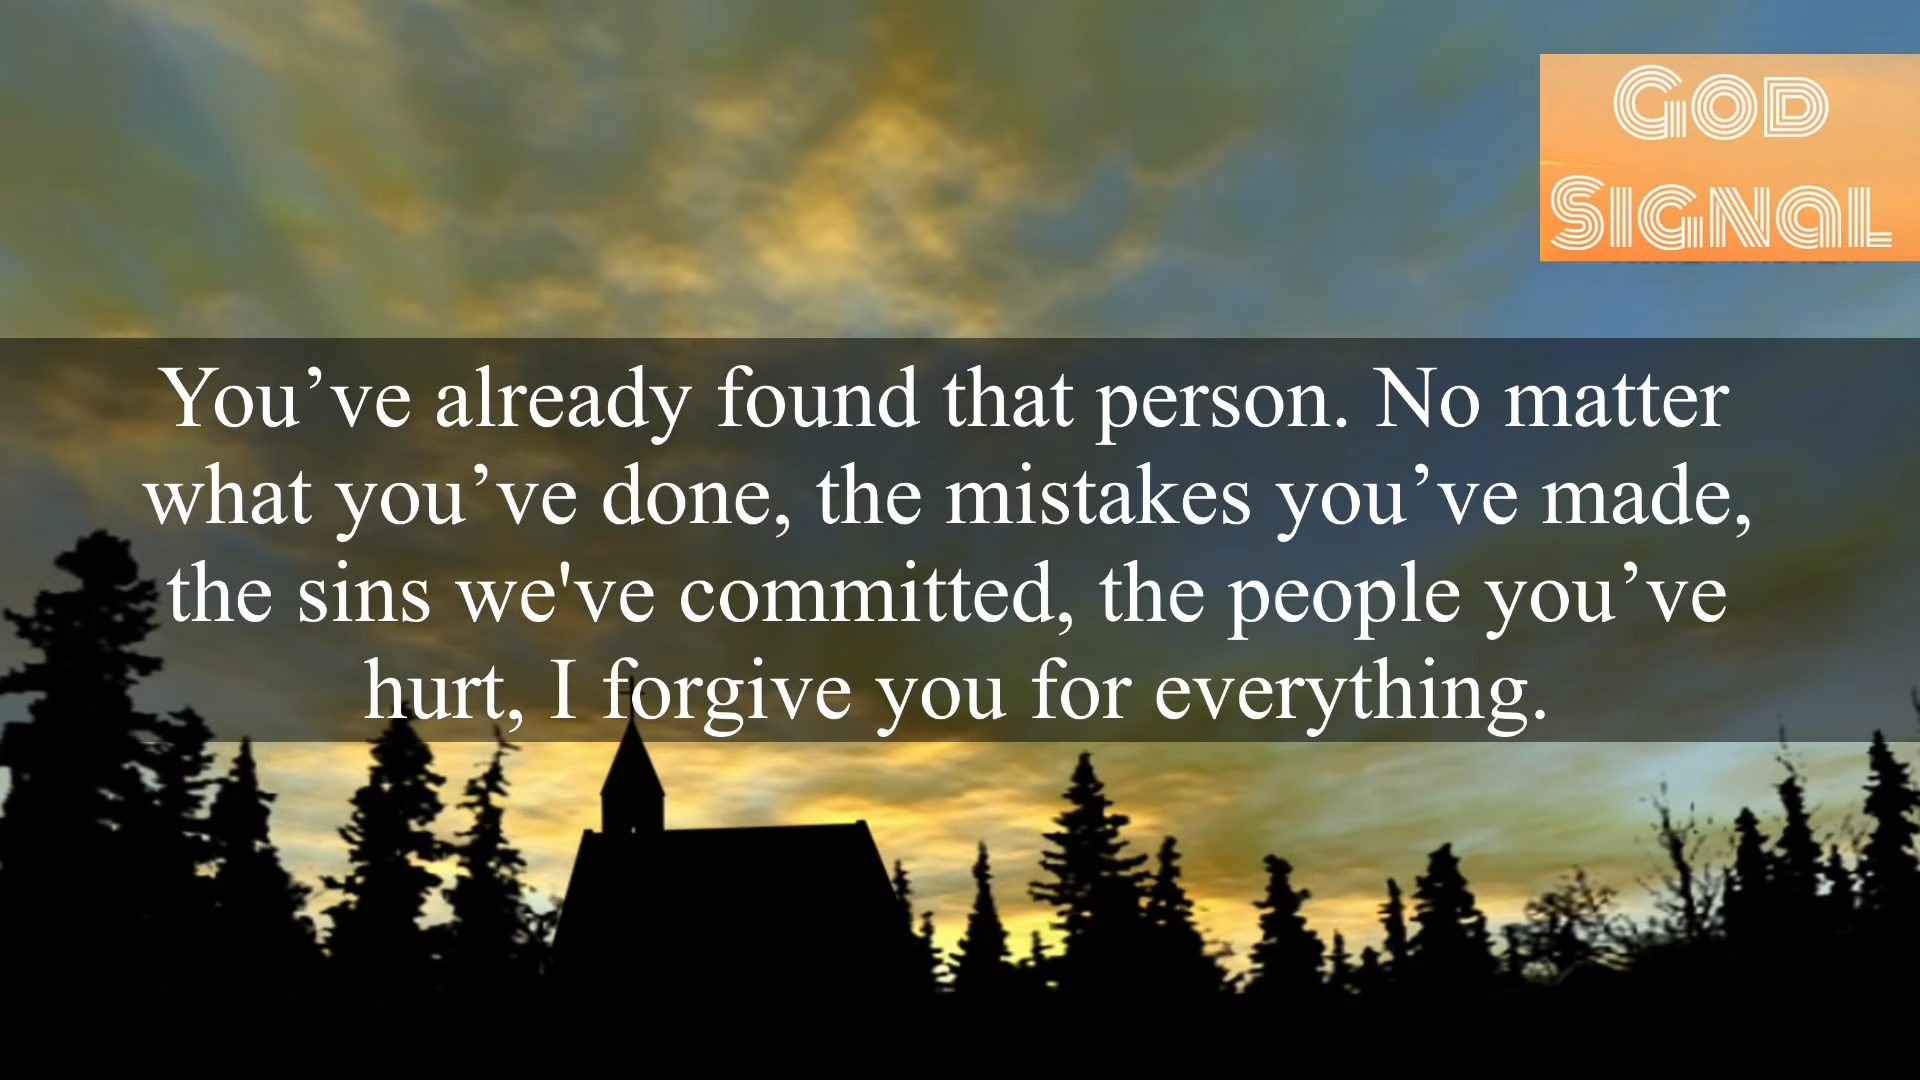 God
Signal
You’ve already found that person. No matter
what you’ve done, the mistakes you’ve made,
the sins we've committed, the people you’ve
hurt, I forgive you for everything.